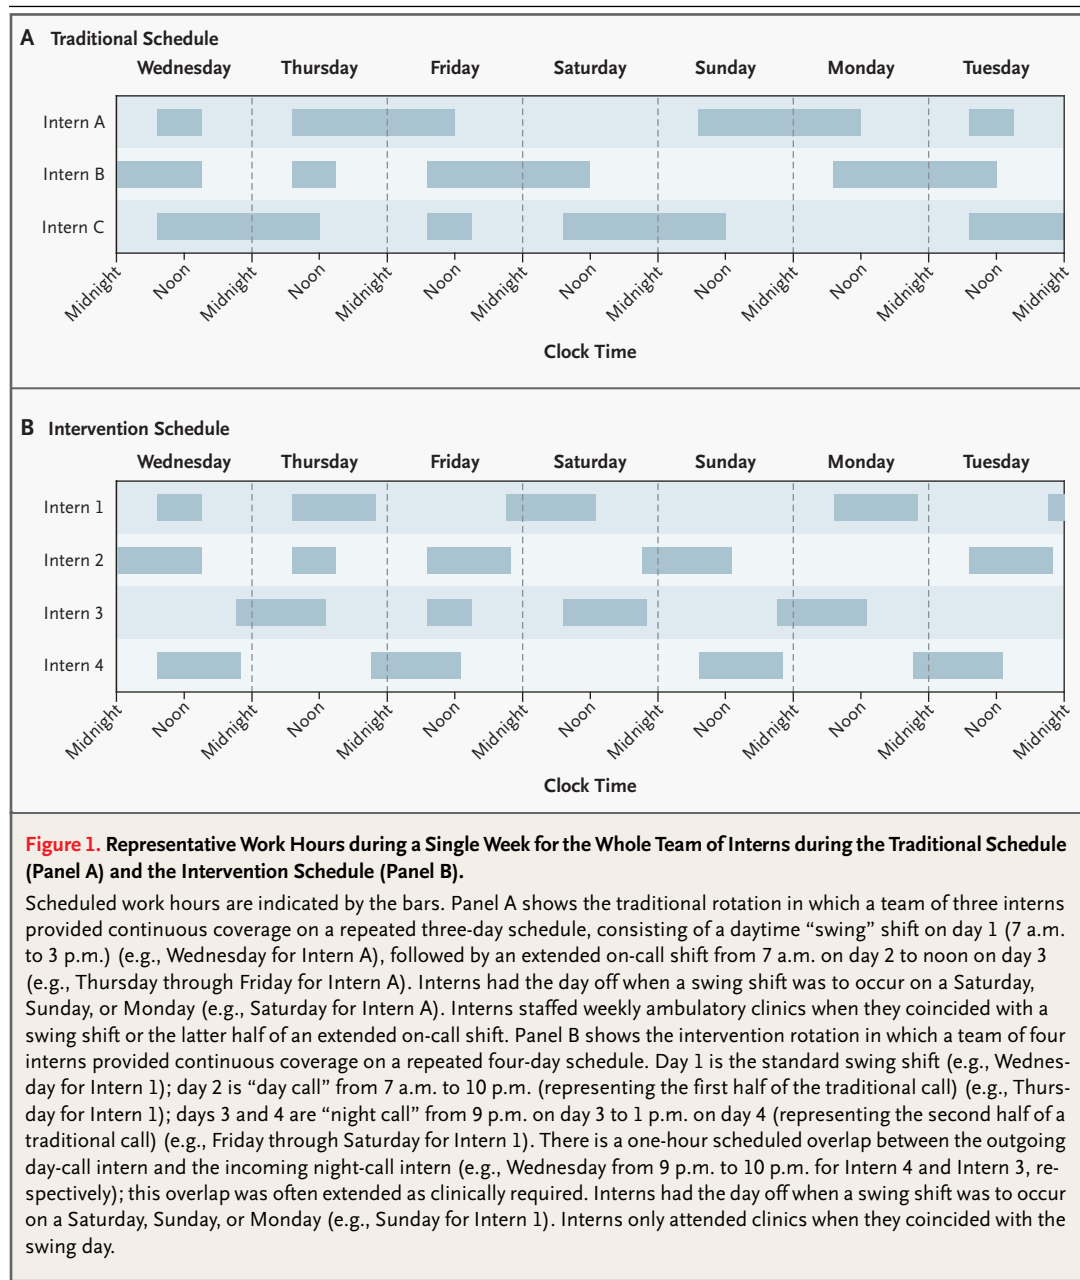 A Traditional Schedule
Wednesday Thursday Friday Saturday Sunday Monday Tuesday
Intern A
Intern B
Intern C
Midnight Noon Midnight Noon Midnight Noon Midnight Noon Midnight Noon Midnight Noon Midnight Noon Midnight
Clock Time
B Intervention Schedule
Wednesday Thursday Friday Saturday Sunday Monday Tuesday
Intern 1
Intern 2
Intern 3
Intern 4
Midnight Noon Midnight Noon Midnight Noon Midnight Noon Midnight Noon Midnight Noon Midnight Noon Midnight
Clock Time
Figure 1. Representative Work Hours during a Single Week for the Whole Team of Interns during the Traditional Schedule
(Panel A) and the Intervention Schedule (Panel B).
Scheduled work hours are indicated by the bars. Panel A shows the traditional rotation in which a team of three interns
provided continuous coverage on a repeated three-day schedule, consisting of a daytime “swing” shift on day 1 (7 a.m.
to 3 p.m.) (e.g., Wednesday for Intern A), followed by an extended on-call shift from 7 a.m. on day 2 to noon on day 3
(e.g., Thursday through Friday for Intern A). Interns had the day off when a swing shift was to occur on a Saturday,
Sunday, or Monday (e.g., Saturday for Intern A). Interns staffed weekly ambulatory clinics when they coincided with a
swing shift or the latter half of an extended on-call shift. Panel B shows the intervention rotation in which a team of four
interns provided continuous coverage on a repeated four-day schedule. Day 1 is the standard swing shift (e.g., Wednes-
day for Intern 1); day 2 is “day call” from 7 a.m. to 10 p.m. (representing the first half of the traditional call) (e.g., Thurs-
day for Intern 1); days 3 and 4 are “night call” from 9 p.m. on day 3 to 1 p.m. on day 4 (representing the second half of a
traditional call) (e.g., Friday through Saturday for Intern 1). There is a one-hour scheduled overlap between the outgoing
day-call intern and the incoming night-call intern (e.g., Wednesday from 9 p.m. to 10 p.m. for Intern 4 and Intern 3, re-
spectively); this overlap was often extended as clinically required. Interns had the day off when a swing shift was to occur
on a Saturday, Sunday, or Monday (e.g., Sunday for Intern 1). Interns only attended clinics when they coincided with the
swing day.